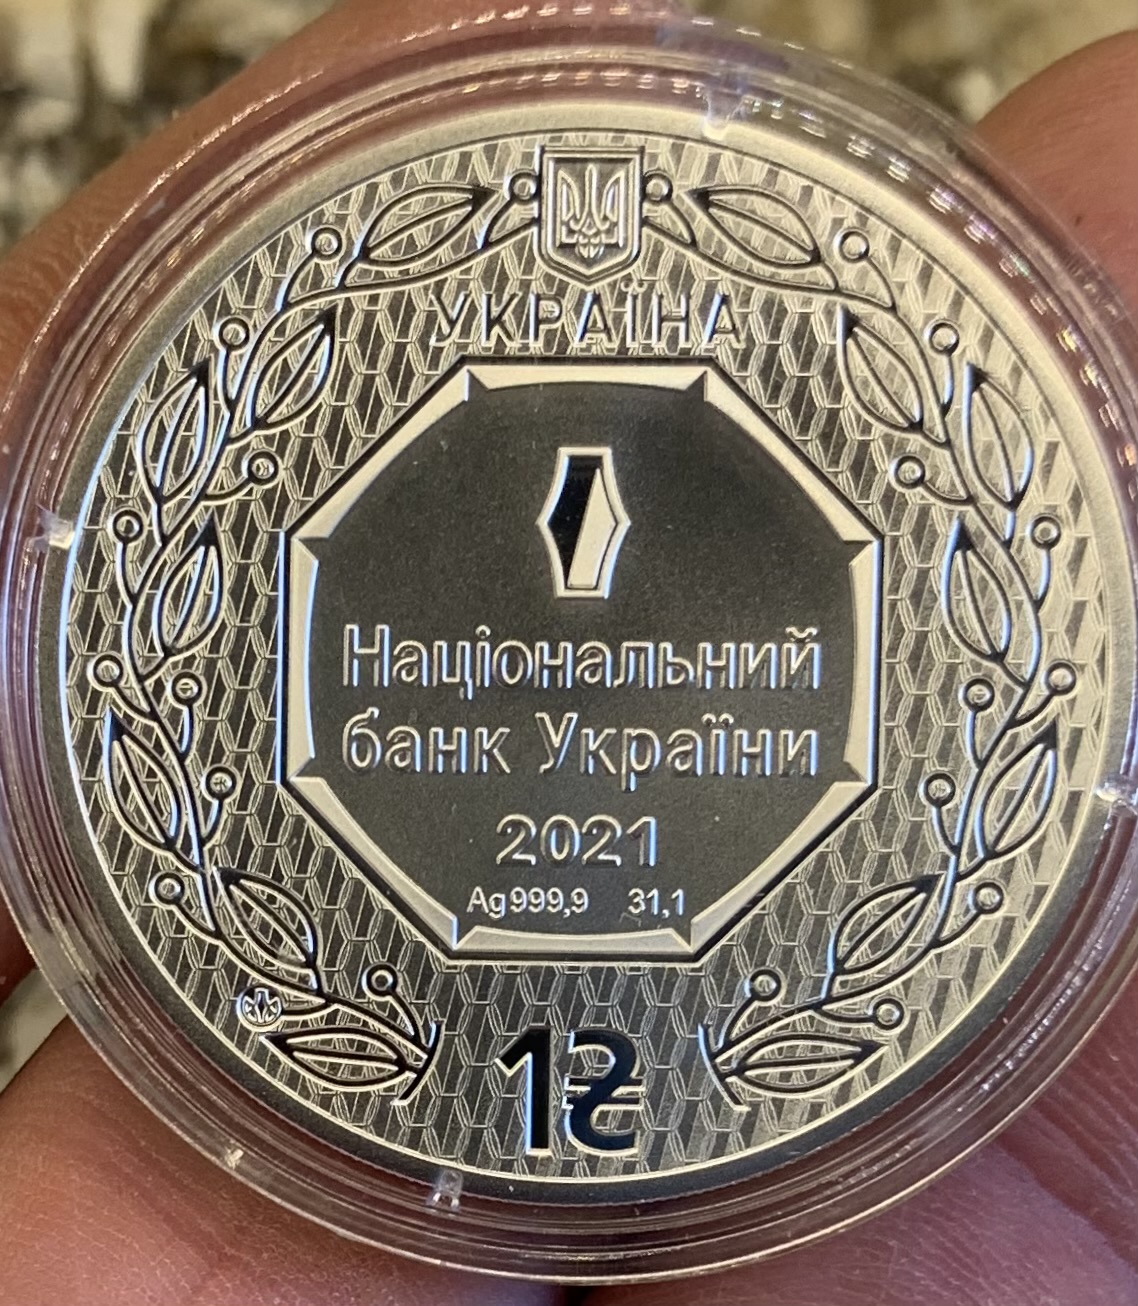 УКРАЇНА
Національний
банк України
2021
Ag 999,9 31,1
1₴